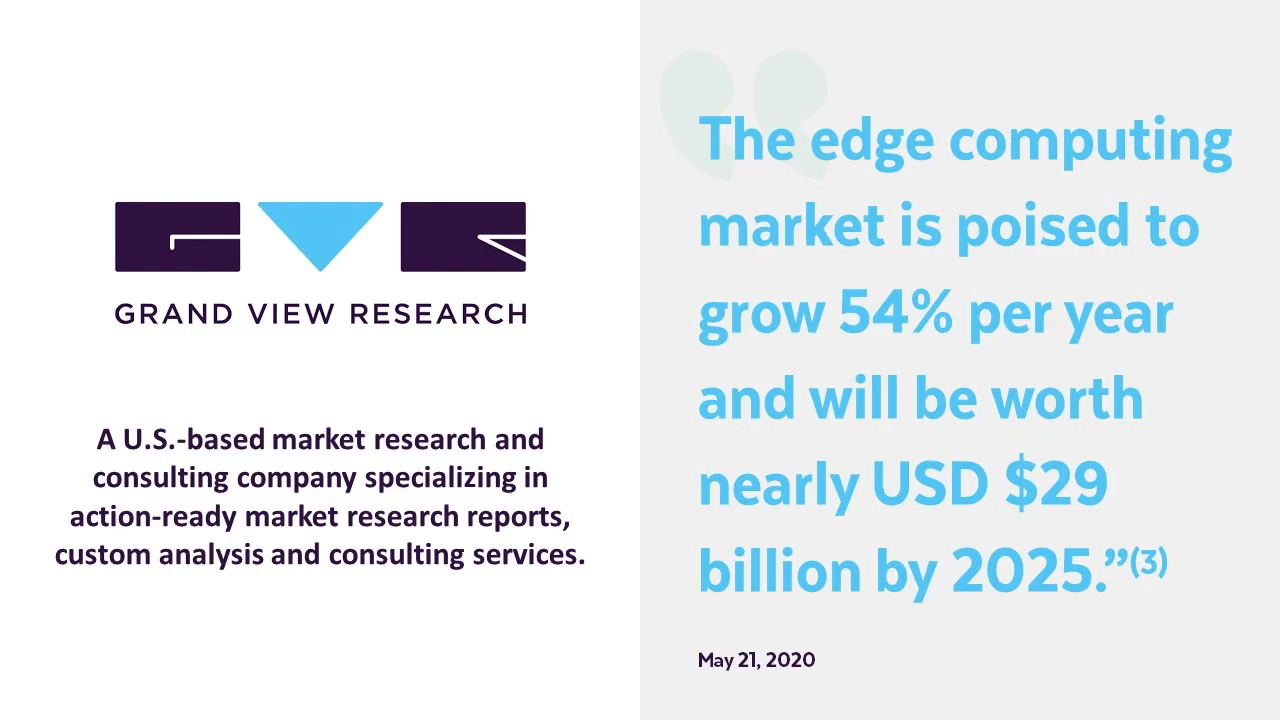 GVR
GRAND VIEW RESEARCH
A U.S.-based market research and
consulting company specializing in
action-ready market research reports,
custom analysis and consulting services.
The edge computing
market is poised to
grow 54% per year
and will be worth
nearly USD $29
billion by 2025.”(3)
May 21, 2020